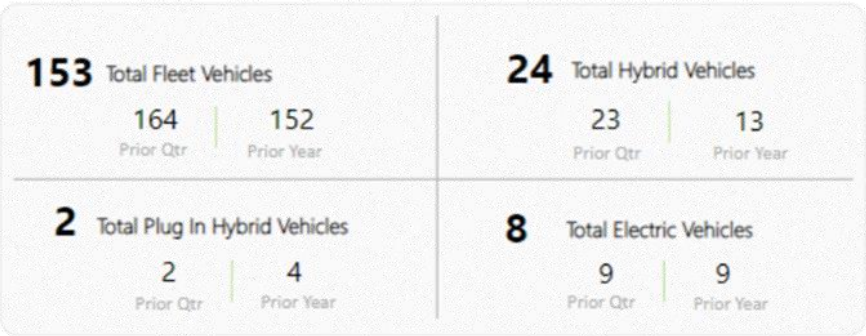 153 Total Fleet Vehicles
164 152
Prior Qtr Prior Year
24 Total Hybrid Vehicles
23 13
Prior Qtr Prior Year
2 Total Plug In Hybrid Vehicles
2 4
Prior Qtr Prior Year
8 Total Electric Vehicles
9 9
Prior Qtr Prior Year